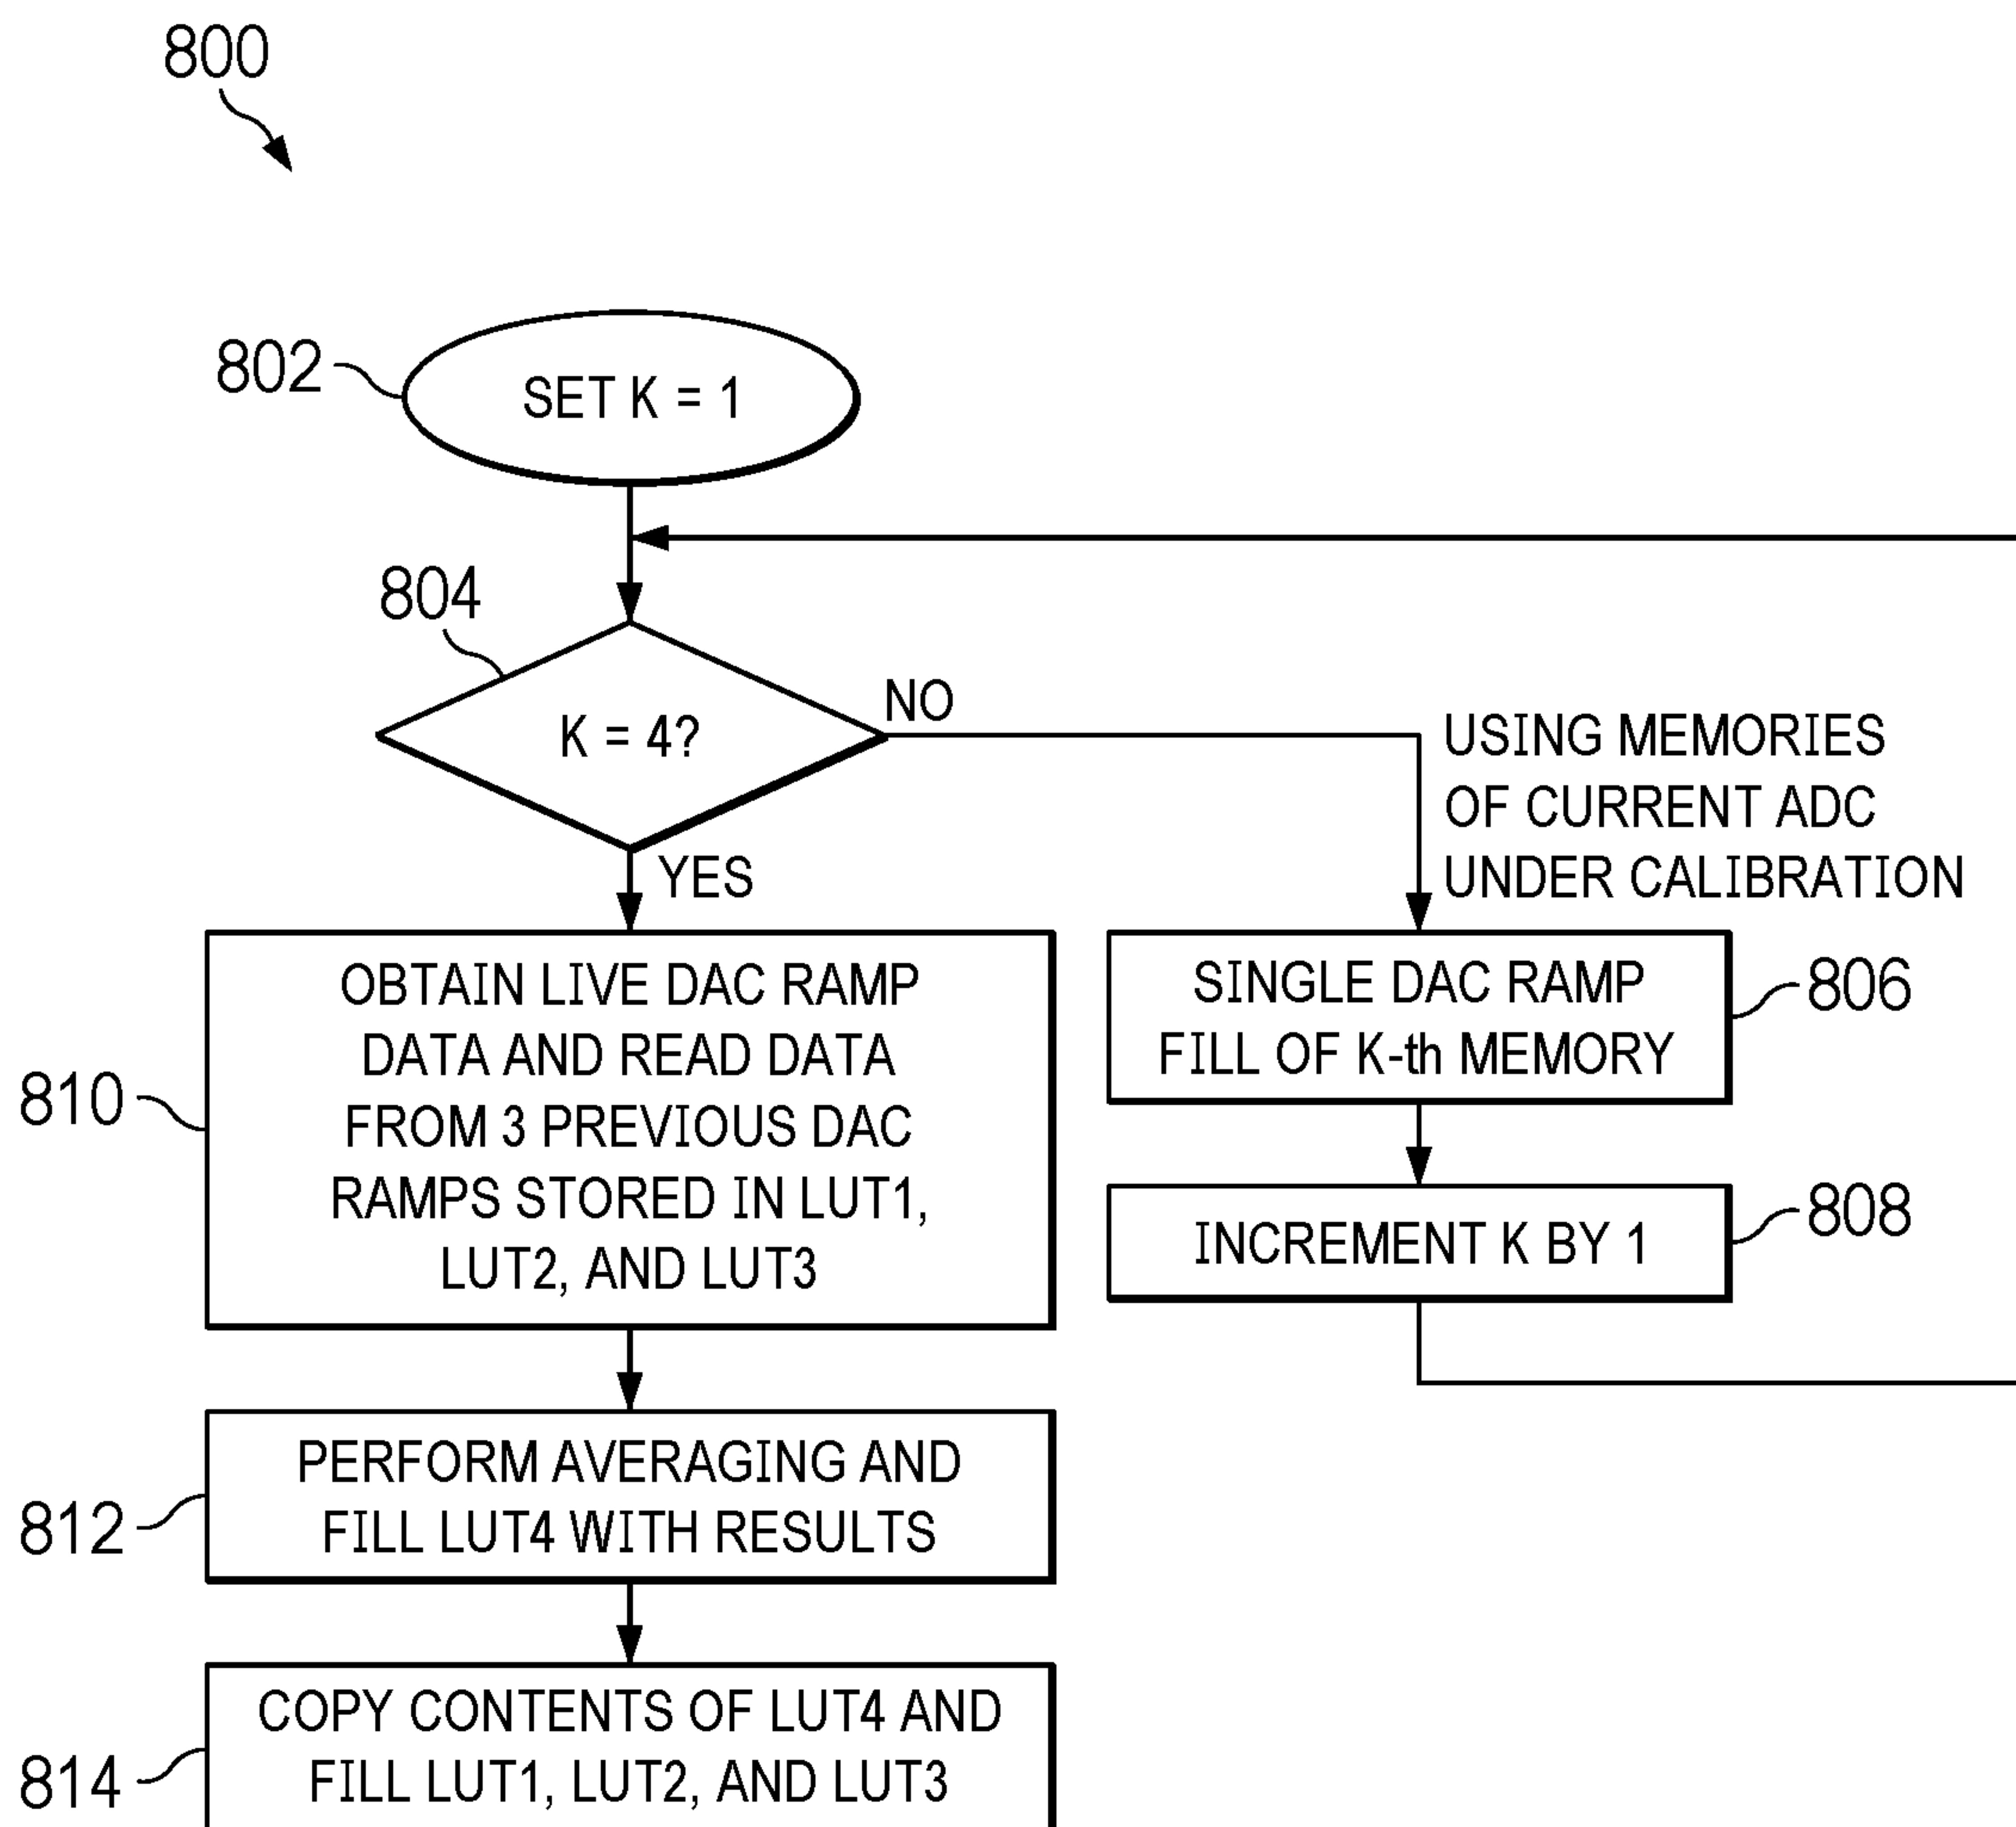 800
802
SET K = 1
804
K = 4?
NO
YES
USING MEMORIES
OF CURRENT ADC
UNDER CALIBRATION
SINGLE DAC RAMP
FILL OF K-th MEMORY
806
INCREMENT K BY 1
808
OBTAIN LIVE DAC RAMP
DATA AND READ DATA
FROM 3 PREVIOUS DAC
RAMPS STORED IN LUT1,
LUT2, AND LUT3
810
PERFORM AVERAGING AND
FILL LUT4 WITH RESULTS
812
COPY CONTENTS OF LUT4 AND
FILL LUT1, LUT2, AND LUT3
814